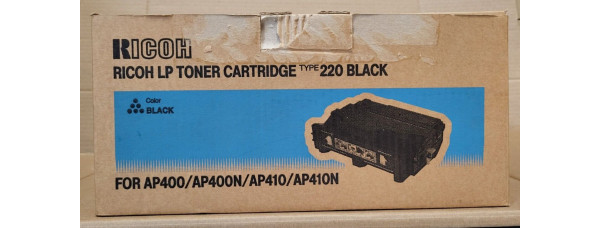 RICOH
RICOH LP TONER CARTRIDGE TYPE 220 BLACK
Color
BLACK
FOR AP400/AP400N/AP410/AP410N